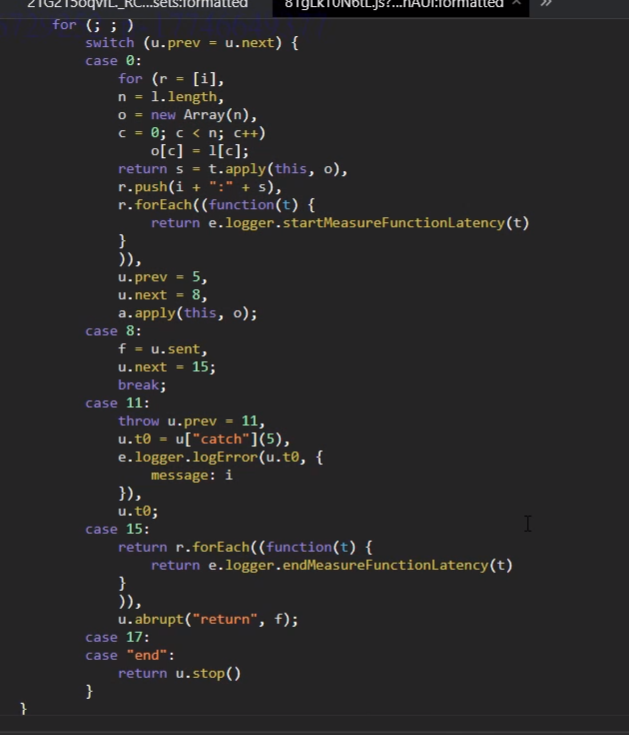 21G215oqvIL_RC...sets:formatted 81gLkT0N6tL.js?...nAUI:formatted × »
for (; ; )
switch (u.prev = u.next) {
case 0:
for (r = [i],
n = l.length,
o = new Array(n),
c = 0; c < n; c++)
o[c] = l[c];
return s = t.apply(this, o),
r.push(i + ":" + s),
r.forEach((function(t) {
return e.logger.startMeasureFunctionLatency(t)
}
)),
u.prev = 5,
u.next = 8,
a.apply(this, o);
case 8:
f = u.sent,
u.next = 15;
break;
case 11:
throw u.prev = 11,
u.t0 = u["catch"](5),
e.logger.logError(u.t0, {
message: i
}),
u.t0;
case 15:
return r.forEach((function(t) {
return e.logger.endMeasureFunctionLatency(t)
}
)),
u.abrupt("return", f);
case 17:
case "end":
return u.stop()
}
}